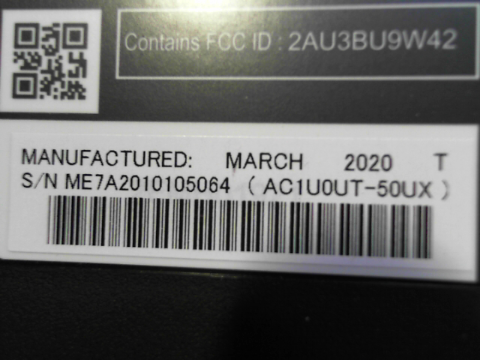 Contains FCC ID : 2AU3BU9W42
MANUFACTURED: MARCH 2020 T
S/N ME7A2010105064 ( AC1U0UT-50UX )